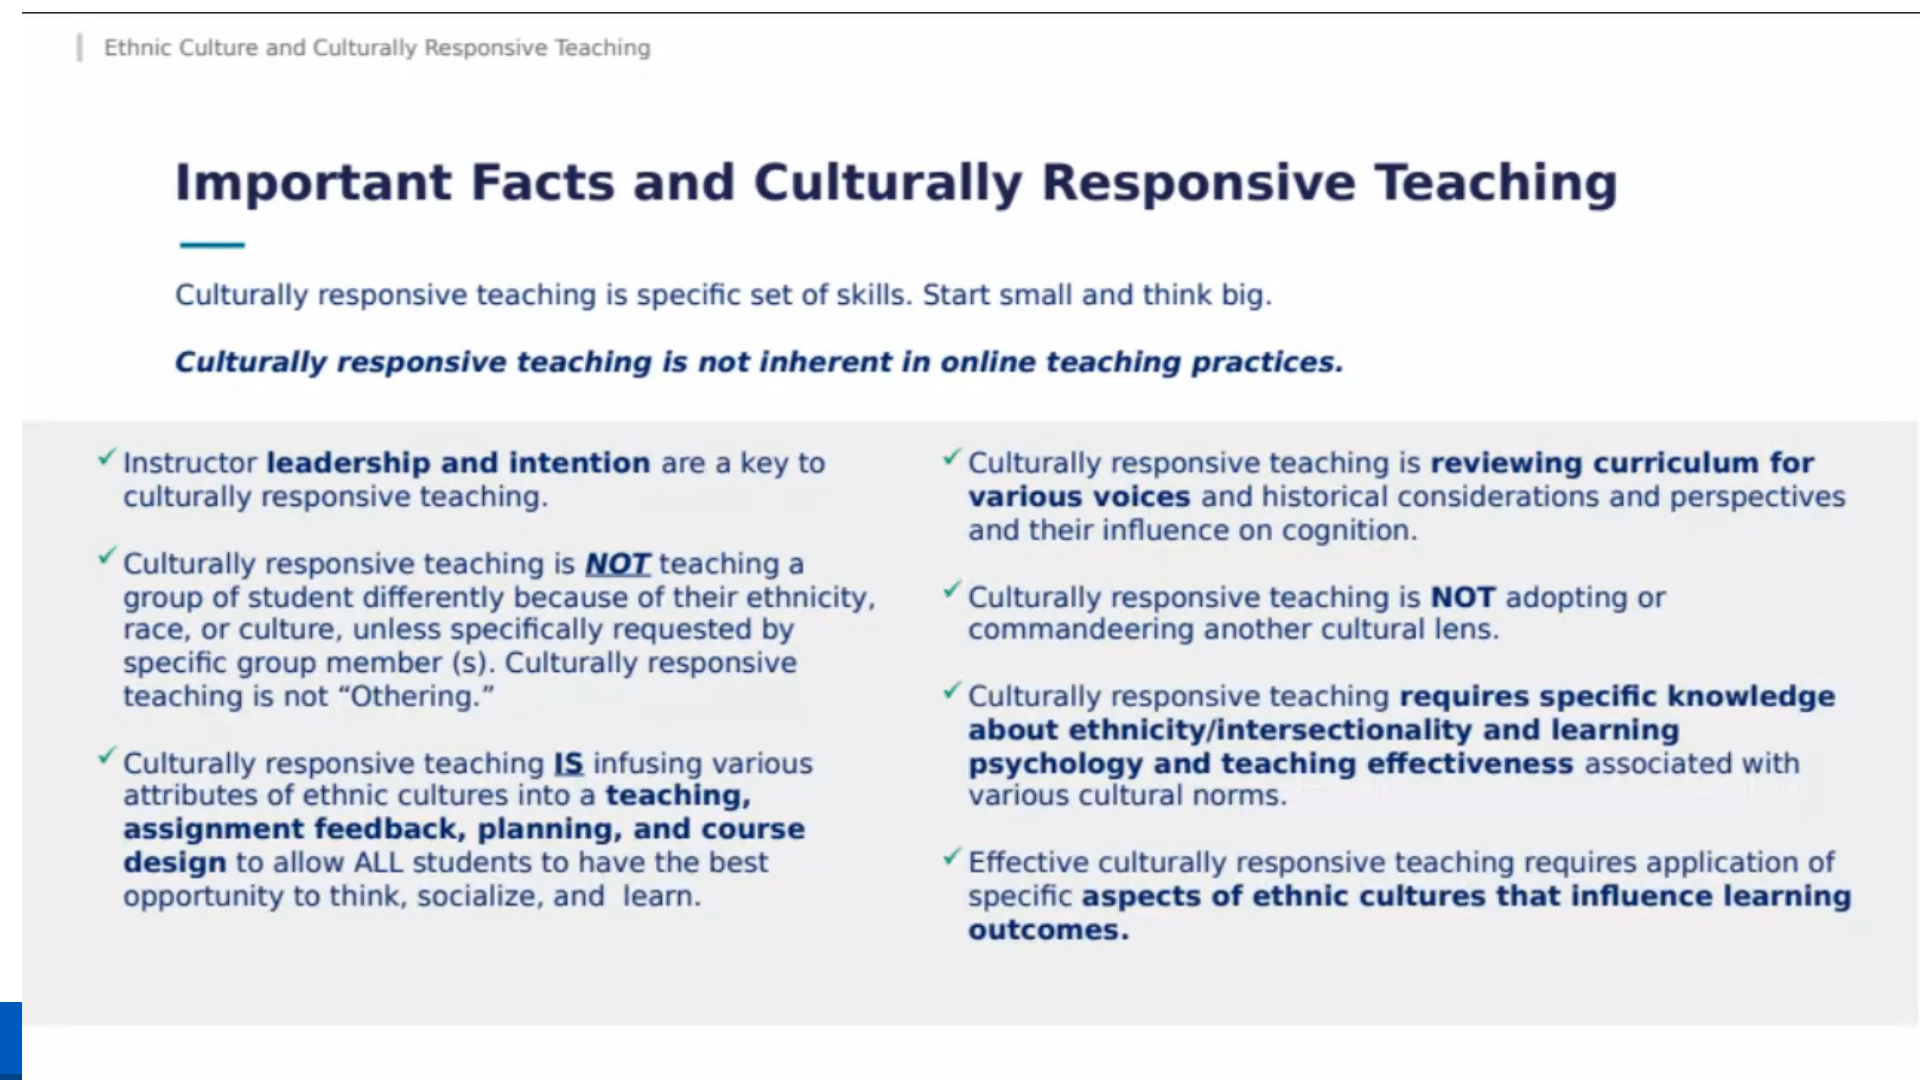 Ethnic Culture and Culturally Responsive Teaching
Important Facts and Culturally Responsive Teaching
Culturally responsive teaching is specific set of skills. Start small and think big.
Culturally responsive teaching is not inherent in online teaching practices.
Instructor leadership and intention are a key to
culturally responsive teaching.
Culturally responsive teaching is NOT teaching a
group of student differently because of their ethnicity,
race, or culture, unless specifically requested by
specific group member (s). Culturally responsive
teaching is not “Othering.”
Culturally responsive teaching IS infusing various
attributes of ethnic cultures into a teaching,
assignment feedback, planning, and course
design to allow ALL students to have the best
opportunity to think, socialize, and  learn.
Culturally responsive teaching is reviewing curriculum for
various voices and historical considerations and perspectives
and their influence on cognition.
Culturally responsive teaching is NOT adopting or
commandeering another cultural lens.
Culturally responsive teaching requires specific knowledge
about ethnicity/intersectionality and learning
psychology and teaching effectiveness associated with
various cultural norms.
Effective culturally responsive teaching requires application of
specific aspects of ethnic cultures that influence learning
outcomes.